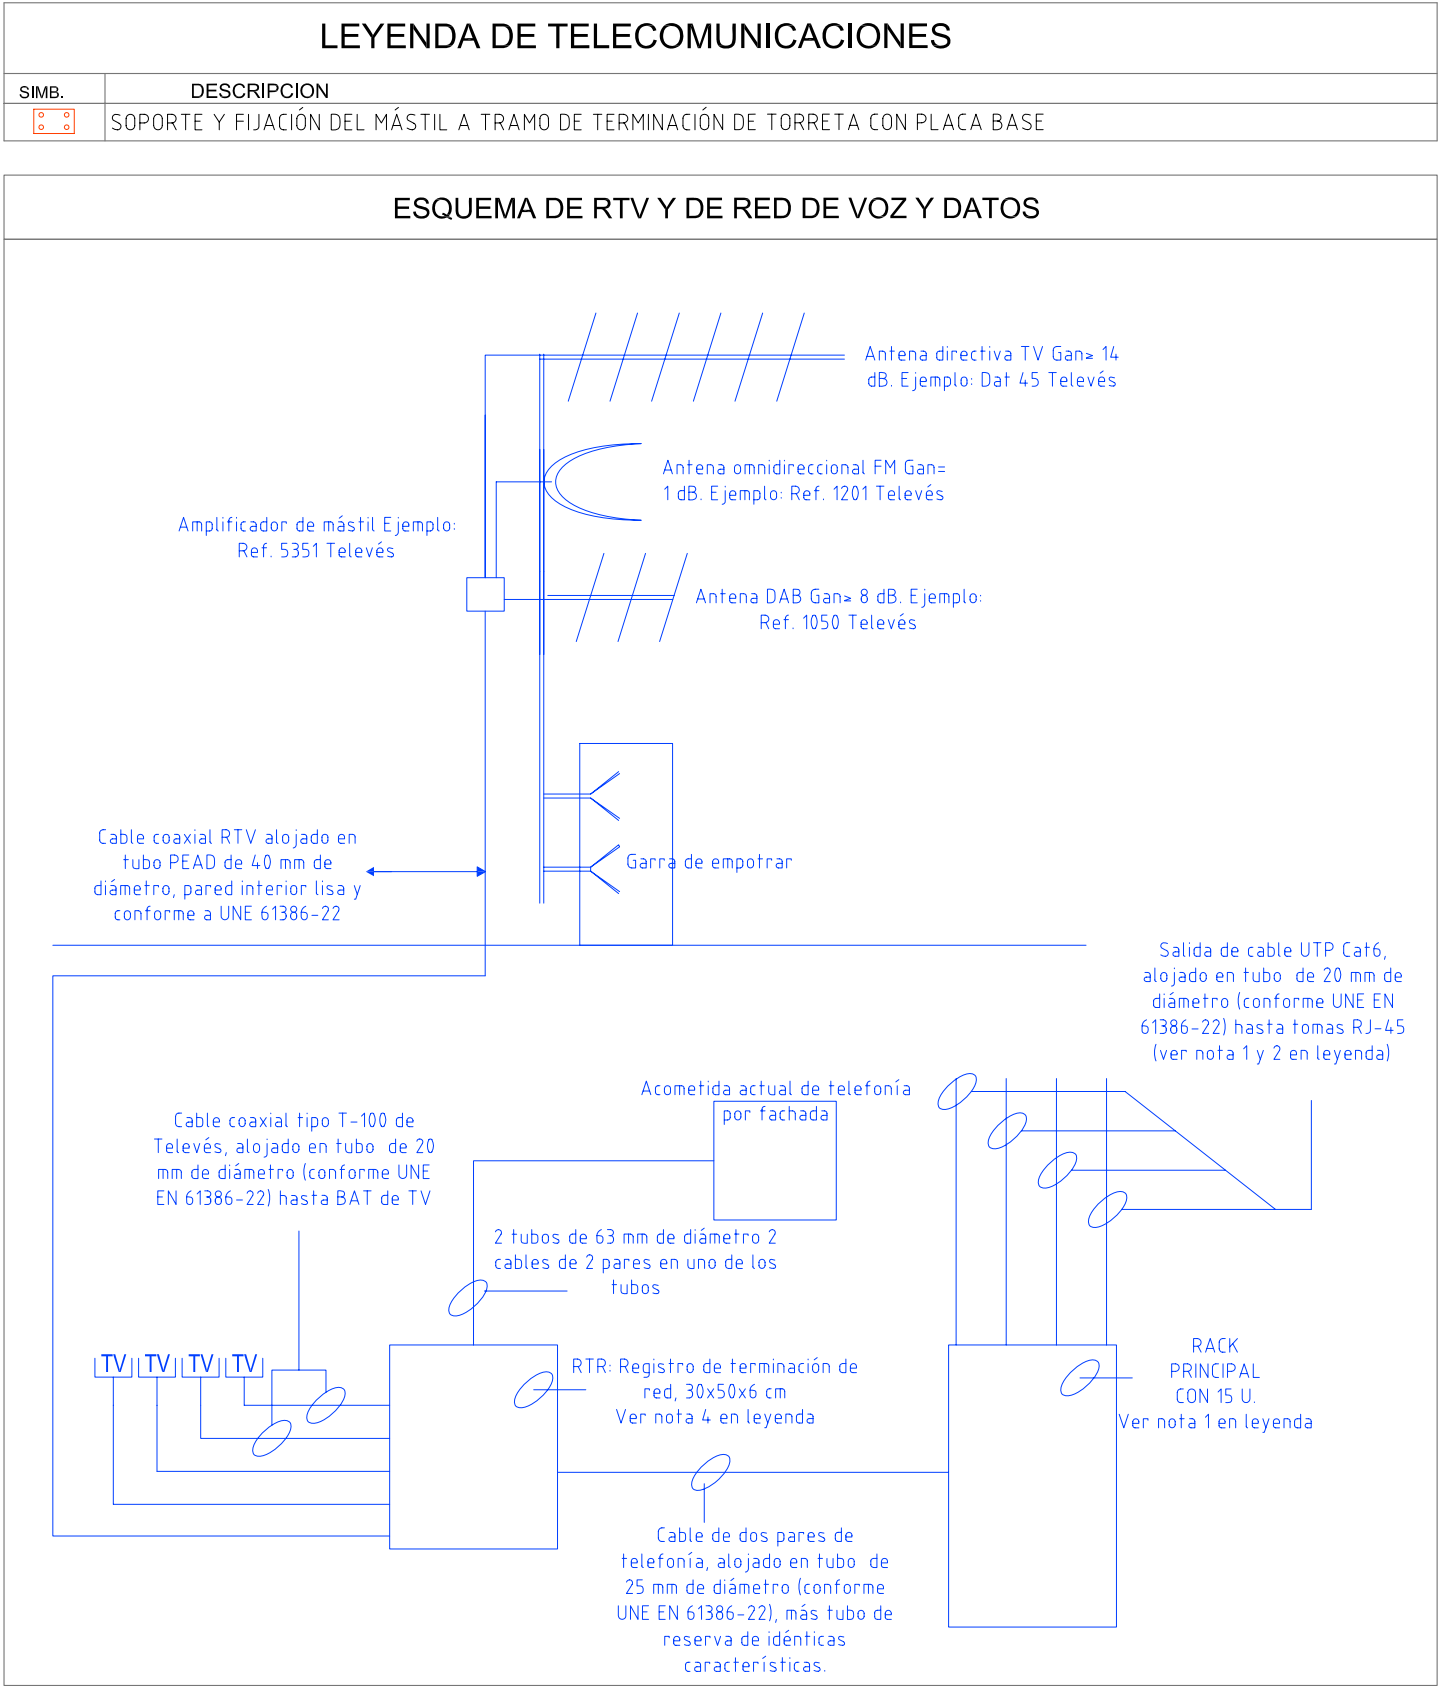 LEYENDA DE TELECOMUNICACIONES
SIMB. DESCRIPCION
SOPORTE Y FIJACIÓN DEL MÁSTIL A TRAMO DE TERMINACIÓN DE TORRETA CON PLACA BASE
ESQUEMA DE RTV Y DE RED DE VOZ Y DATOS
Antena directiva TV Gan≥ 14
dB. Ejemplo: Dat 45 Televés
Antena omnidireccional FM Gan=
1 dB. Ejemplo: Ref. 1201 Televés
Amplificador de mástil Ejemplo:
Ref. 5351 Televés
Antena DAB Gan≥ 8 dB. Ejemplo:
Ref. 1050 Televés
Cable coaxial RTV alojado en
tubo PEAD de 40 mm de
diámetro, pared interior lisa y
conforme a UNE 61386-22
Garra de empotrar
Salida de cable UTP Cat6,
alojado en tubo de 20 mm de
diámetro (conforme UNE EN
61386-22) hasta tomas RJ-45
(ver nota 1 y 2 en leyenda)
Acometida actual de telefonía
por fachada
Cable coaxial tipo T-100 de
Televés, alojado en tubo de 20
mm de diámetro (conforme UNE
EN 61386-22) hasta BAT de TV
2 tubos de 63 mm de diámetro 2
cables de 2 pares en uno de los
tubos
TV TV TV TV
RTR: Registro de terminación de
red, 30x50x6 cm
Ver nota 4 en leyenda
RACK
PRINCIPAL
CON 15 U.
Ver nota 1 en leyenda
Cable de dos pares de
telefonía, alojado en tubo de
25 mm de diámetro (conforme
UNE EN 61386-22), más tubo de
reserva de idénticas
características.